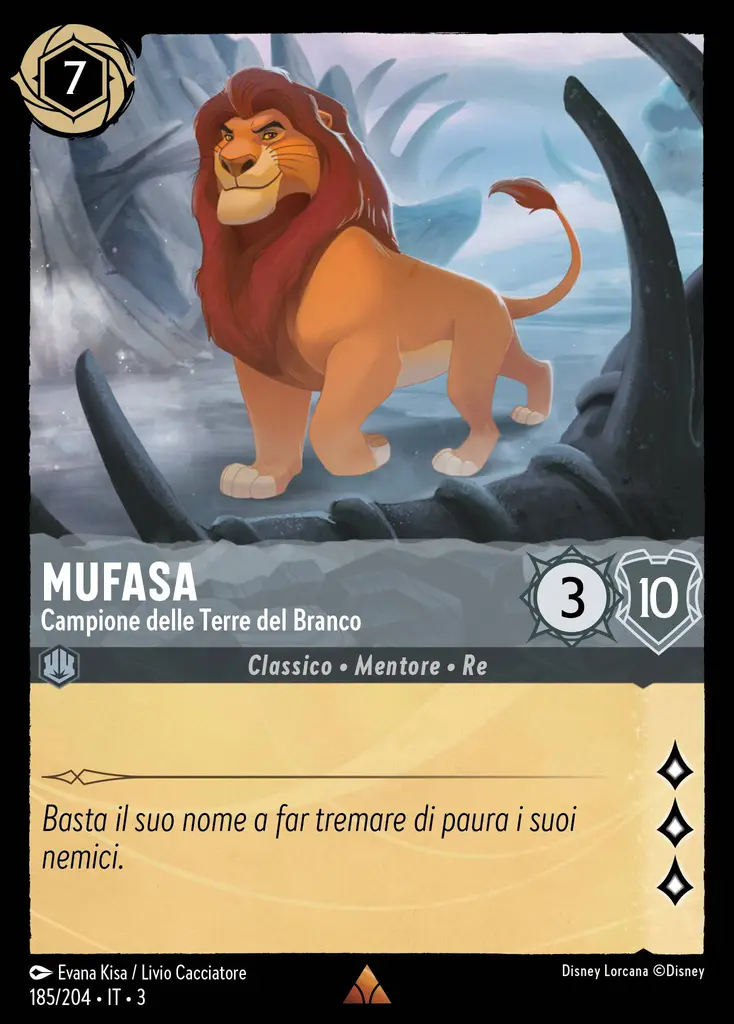 7
MUFASA
Campione delle Terre del Branco
3
10
Classico • Mentore • Re
Basta il suo nome a far tremare di paura i suoi
nemici.
Evana Kisa / Livio Cacciatore
Disney Lorcana ©Disney
185/204 • IT • 3